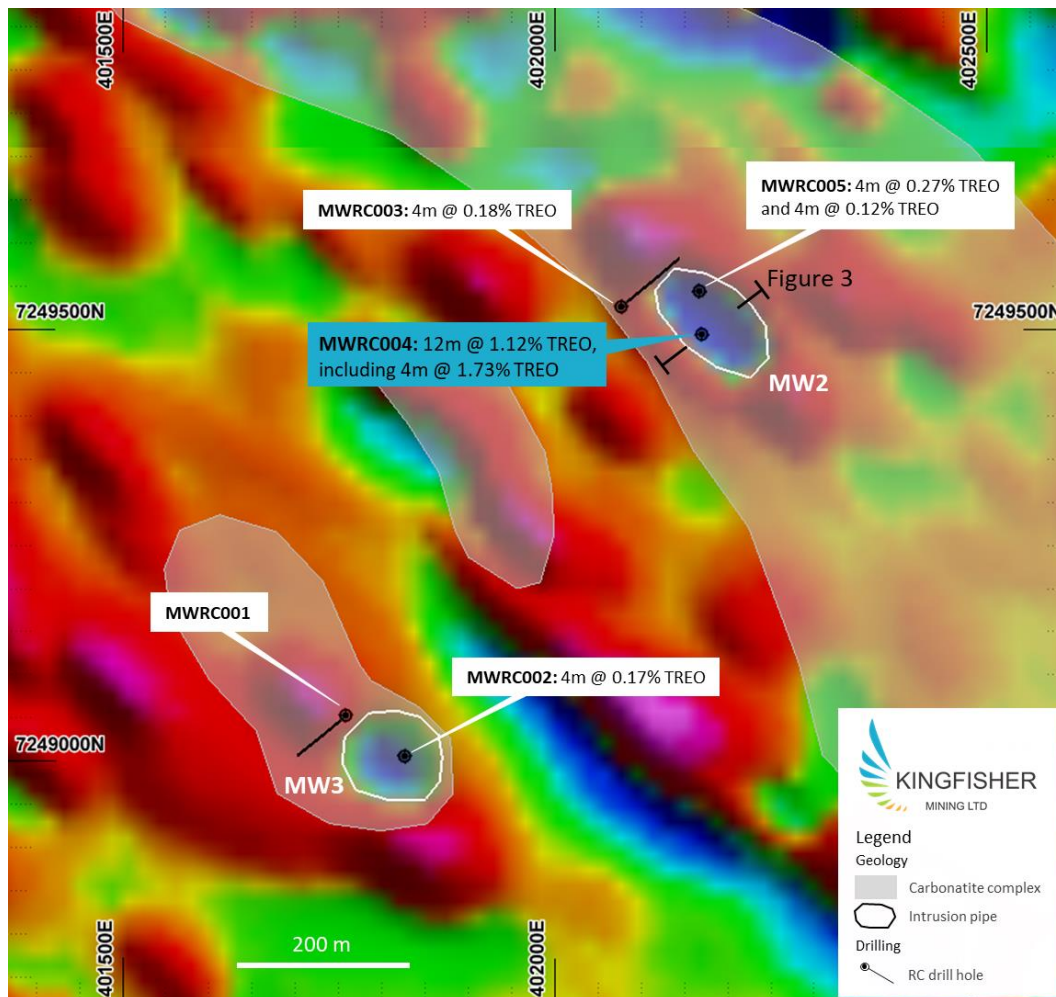 401500E
402000E
402500E
MWRC003: 4m @ 0.18% TREO
MWRC005: 4m @ 0.27% TREO
and 4m @ 0.12% TREO
Figure 3
7249500N
7249500N
MWRC004: 12m @ 1.12% TREO,
including 4m @ 1.73% TREO
MW2
MWRC001
MWRC002: 4m @ 0.17% TREO
7249000N
MW3
KINGFISHER
MINING LTD
Legend
Geology
Carbonatite complex
Intrusion pipe
Drilling
RC drill hole
200 m
401500E
402000E